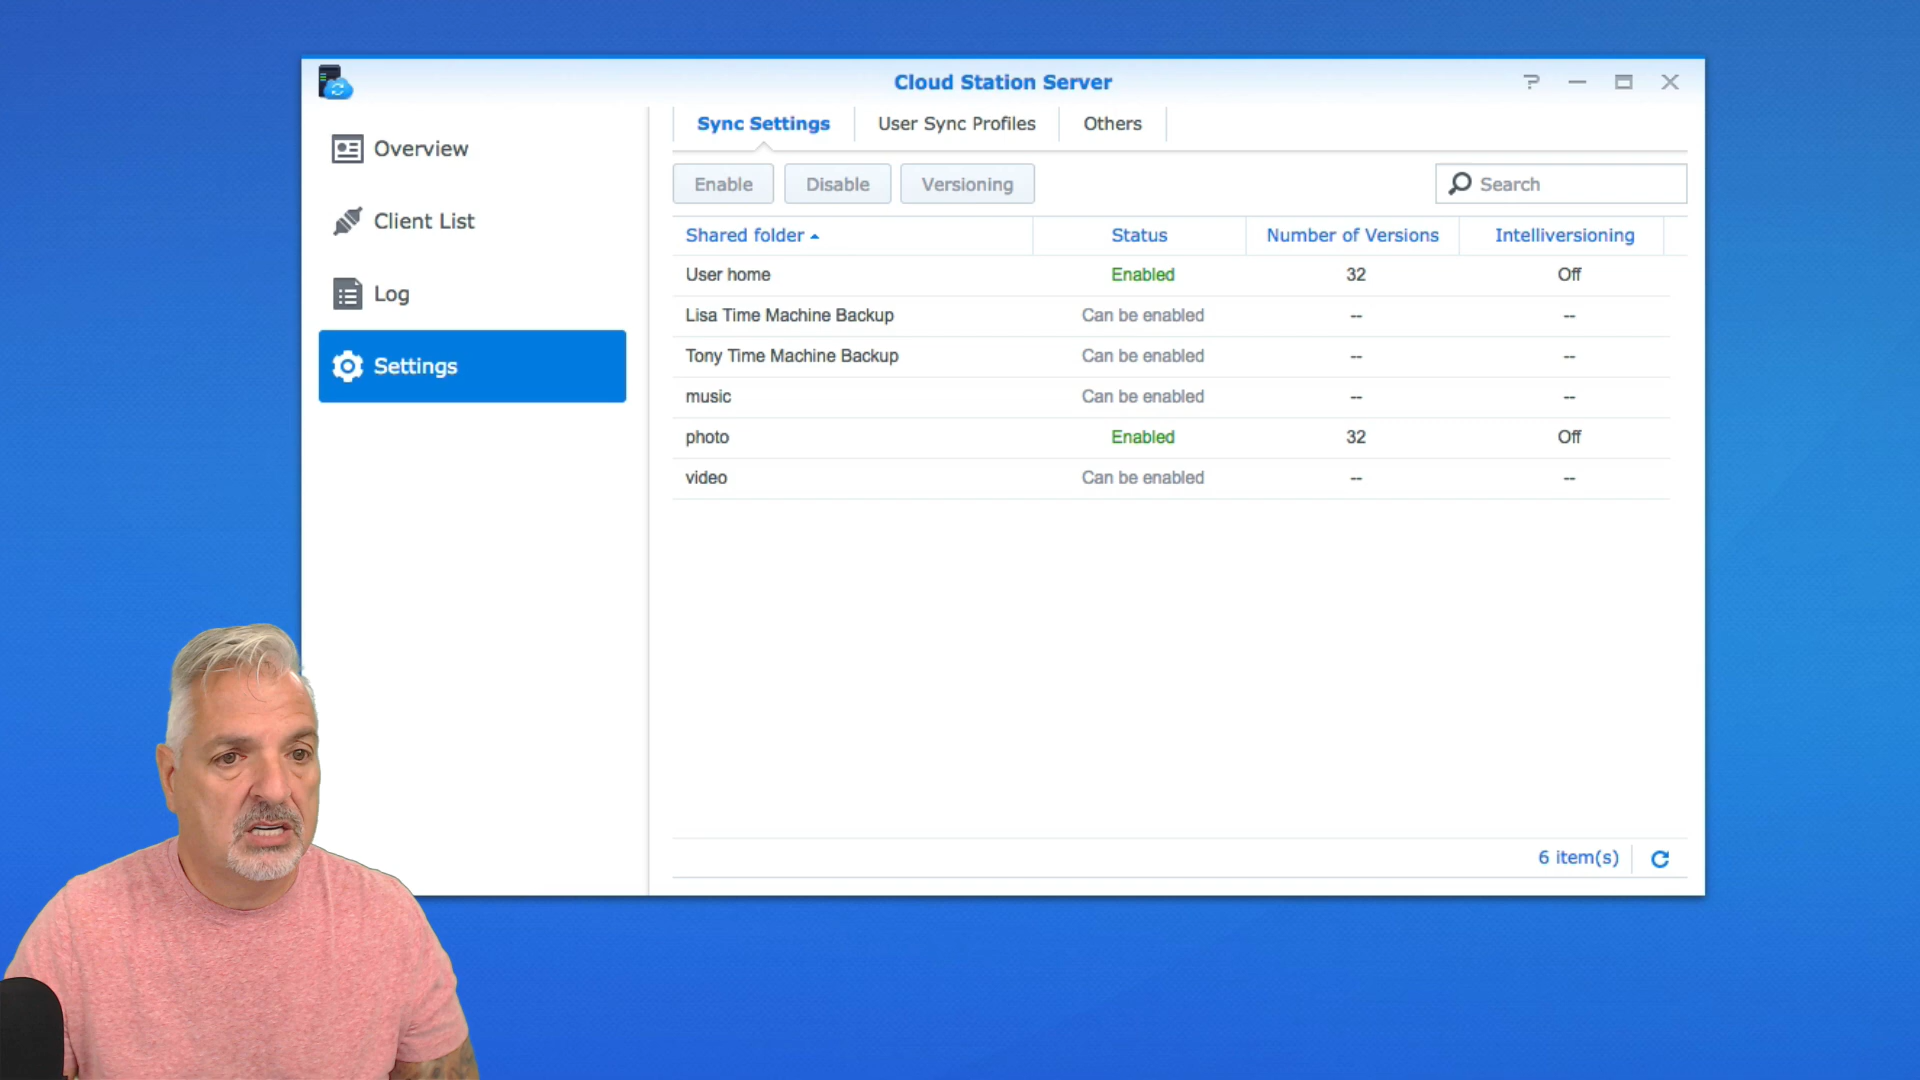 Cloud Station Server
Overview
Client List
Log
Settings
Sync Settings
User Sync Profiles
Others
Enable
Disable
Versioning
Search
Shared folder Status Number of Versions Intelliversioning
User home Enabled 32 Off
Lisa Time Machine Backup Can be enabled -- --
Tony Time Machine Backup Can be enabled -- --
music Can be enabled -- --
photo Enabled 32 Off
video Can be enabled -- --
6 item(s)